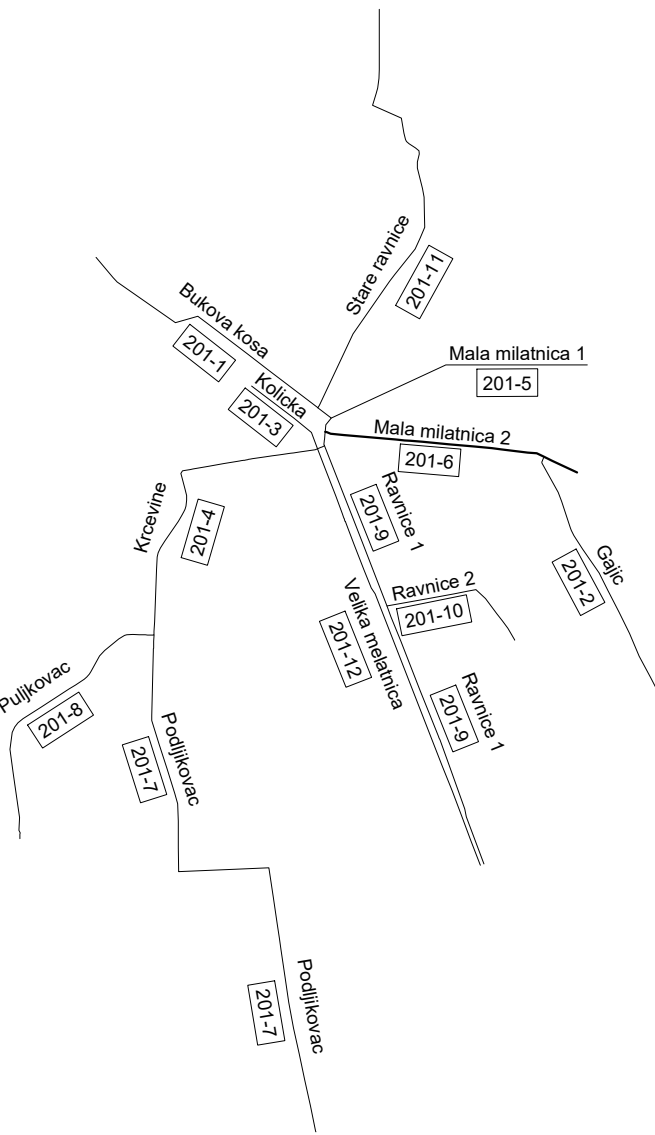 Stare ravnice
201-11
Bukova kosa
201-1
Kolicka
201-3
Mala milatnica 1
201-5
Mala milatnica 2
201-6
Krcevine
201-4
Ravnice 1
201-9
Gajic
201-2
Ravnice 2
201-10
Velika melatnica
201-12
Puljkovac
201-8
Podljikovac
201-7
Ravnice 1
201-9
Podljikovac
201-7